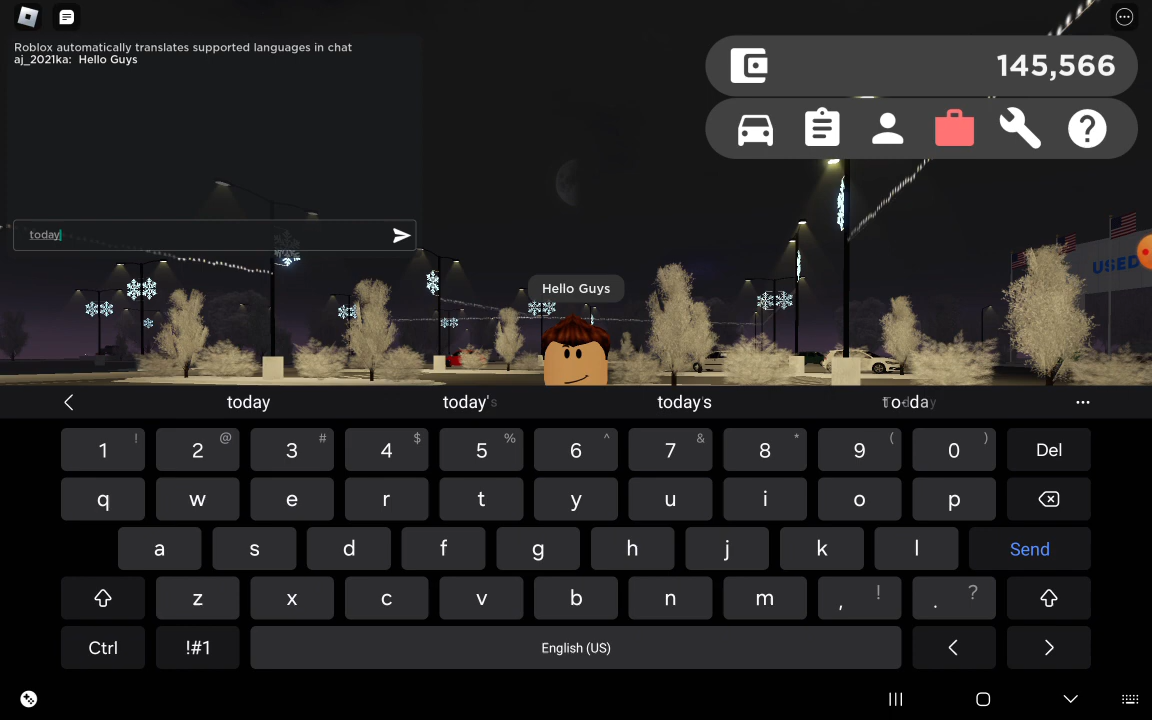 Roblox automatically translates supported languages in chat
aj_2021ka: Hello Guys
145,566
today
Hello Guys
USED
today today's todays
1 ! 2 @ 3 # 4 $ 5 % 6 ^ 7 & 8 * 9 ( 0 ) Del
q w e r t y u i o p
a s d f g h j k l Send
z x c v b n m , ! . ?
Ctrl !#1 English (US) < >